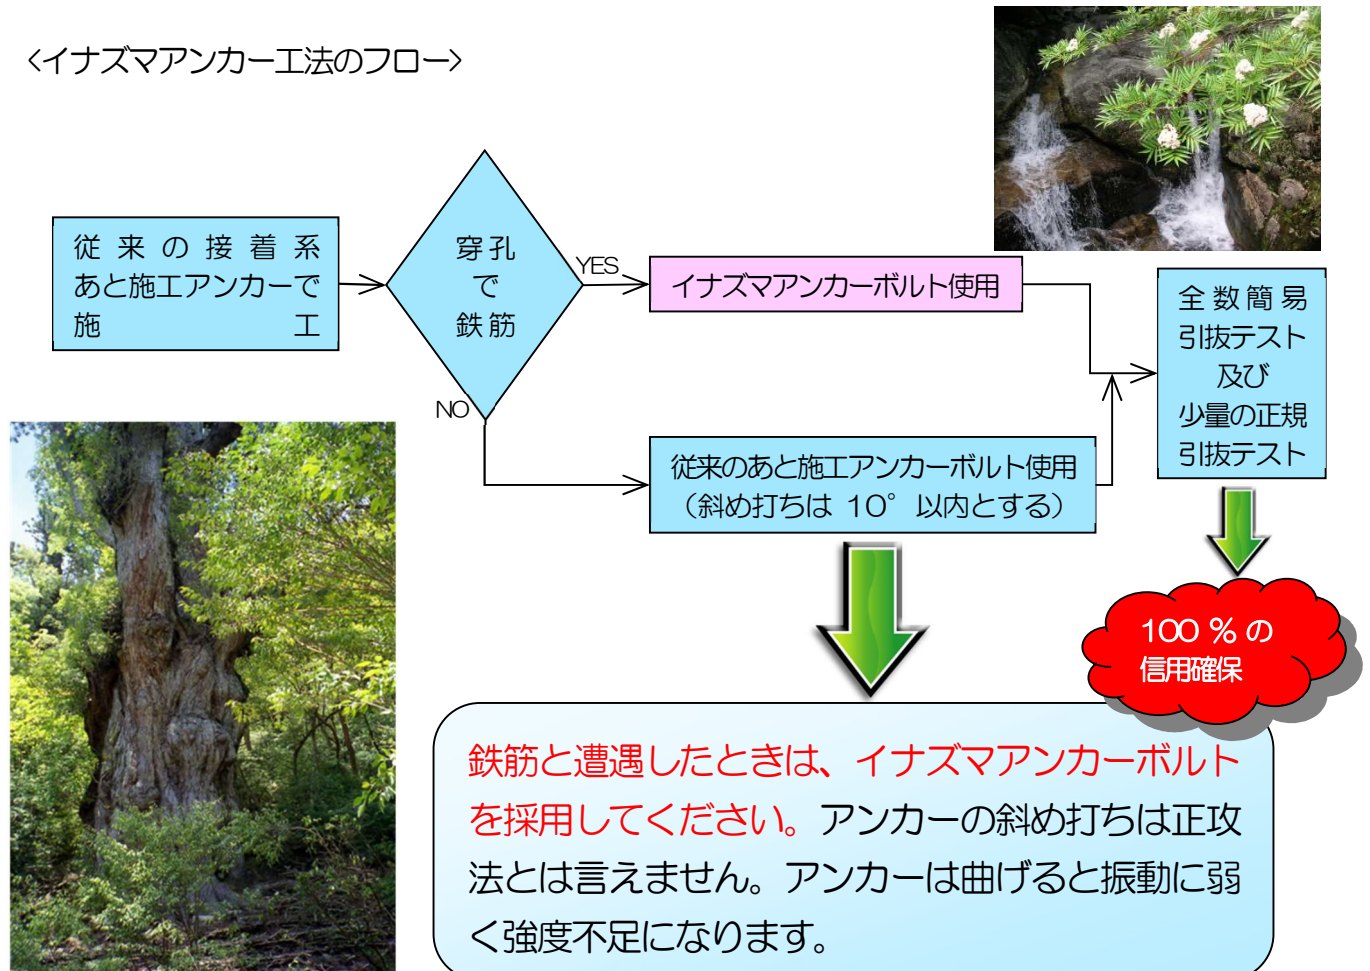 <イナズマアンカー工法のフロー>
従来の接着系
あと施工アンカーで
施工
穿孔
で
鉄筋
YES
イナズマアンカーボルト使用
NO
従来のあと施工アンカーボルト使用
（斜め打ちは 10° 以内とする）
全数簡易
引抜テスト
及び
少量の正規
引抜テスト
100 % の
信用確保
鉄筋と遭遇したときは、イナズマアンカーボルト
を採用してください。アンカーの斜め打ちは正攻
法とは言えません。アンカーは曲げると振動に弱
く強度不足になります。